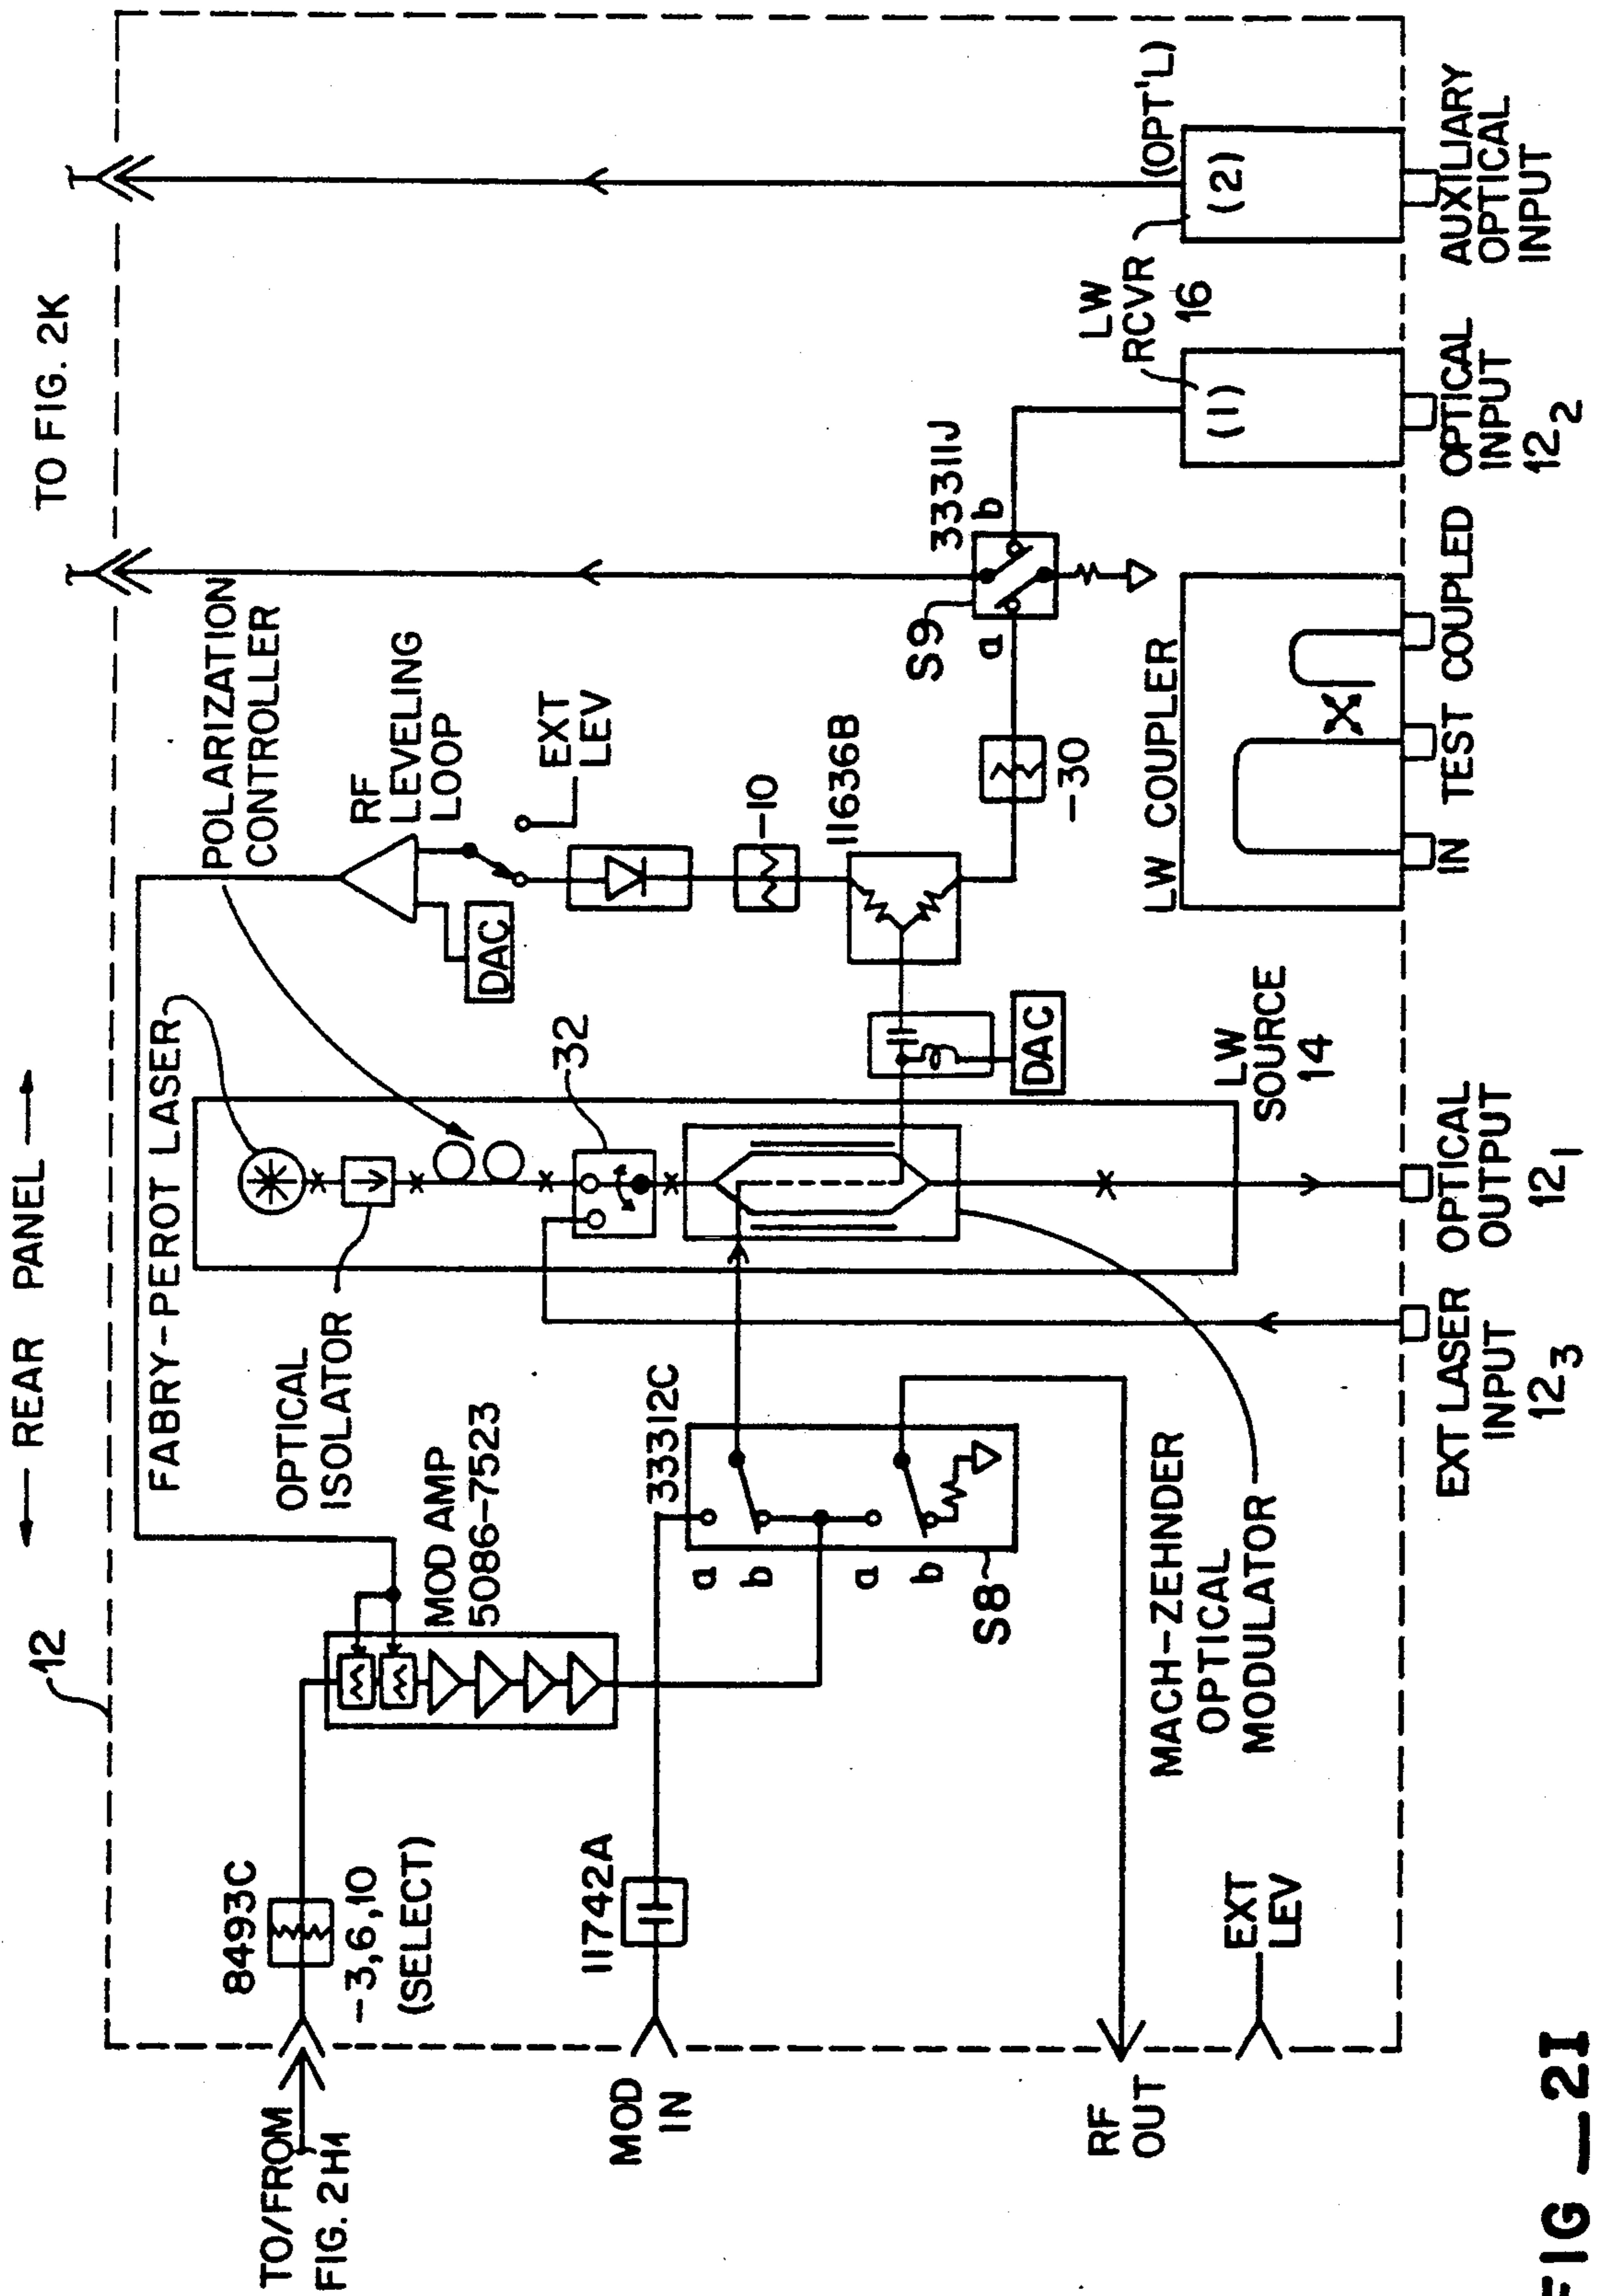 REAR PANEL
TO FIG. 2K
12
FABRY-PEROT LASER
POLARIZATION
CONTROLLER
OPTICAL
ISOLATOR
RF
LEVELING
LOOP
EXT
LEV
DAC
-10
11636B
-30
S9
a
b
33311J
LW
RCVR
16
(OPT'L)
(1)
(2)
TO/FROM
FIG. 2H1
8493C
-3,6,10
(SELECT)
MOD AMP
5086-7523
32
DAC
MOD
IN
11742A
33312C
a
b
a
b
S8
LW
SOURCE
14
LW COUPLER
RF
OUT
MACH-ZEHNDER
OPTICAL
MODULATOR
EXT
LEV
EXT LASER
INPUT
12₃
OPTICAL
OUTPUT
12₁
IN
TEST
COUPLED
OPTICAL
INPUT
12₂
AUXILIARY
OPTICAL
INPUT
FIG _2I